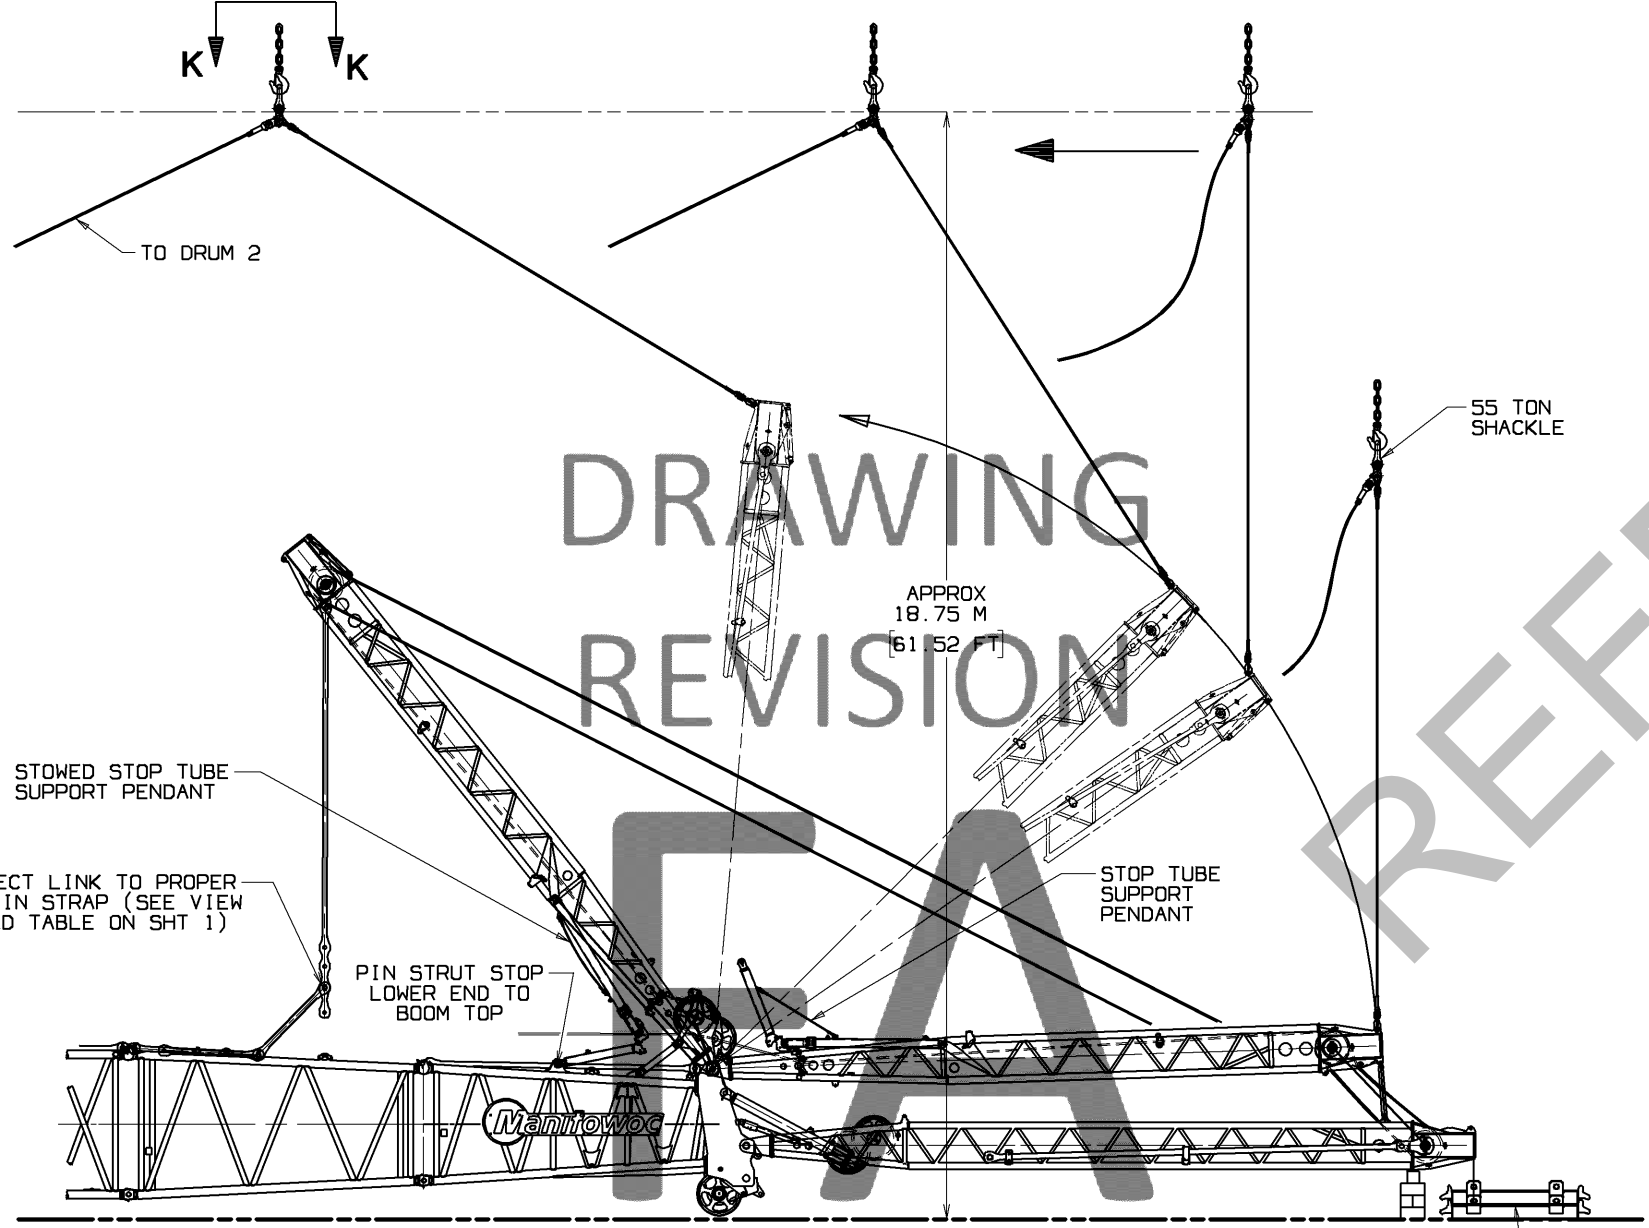 K K
TO DRUM 2
55 TON
SHACKLE
DRAWING
APPROX
18.75 M
[61.52 FT]
REVISION
STOWED STOP TUBE
SUPPORT PENDANT
LINK TO PROPER
IN STRAP (SEE VIEW
TABLE ON SHT 1)
STOP TUBE
SUPPORT
PENDANT
PIN STRUT STOP
LOWER END TO
BOOM TOP
FA
Manitowoc